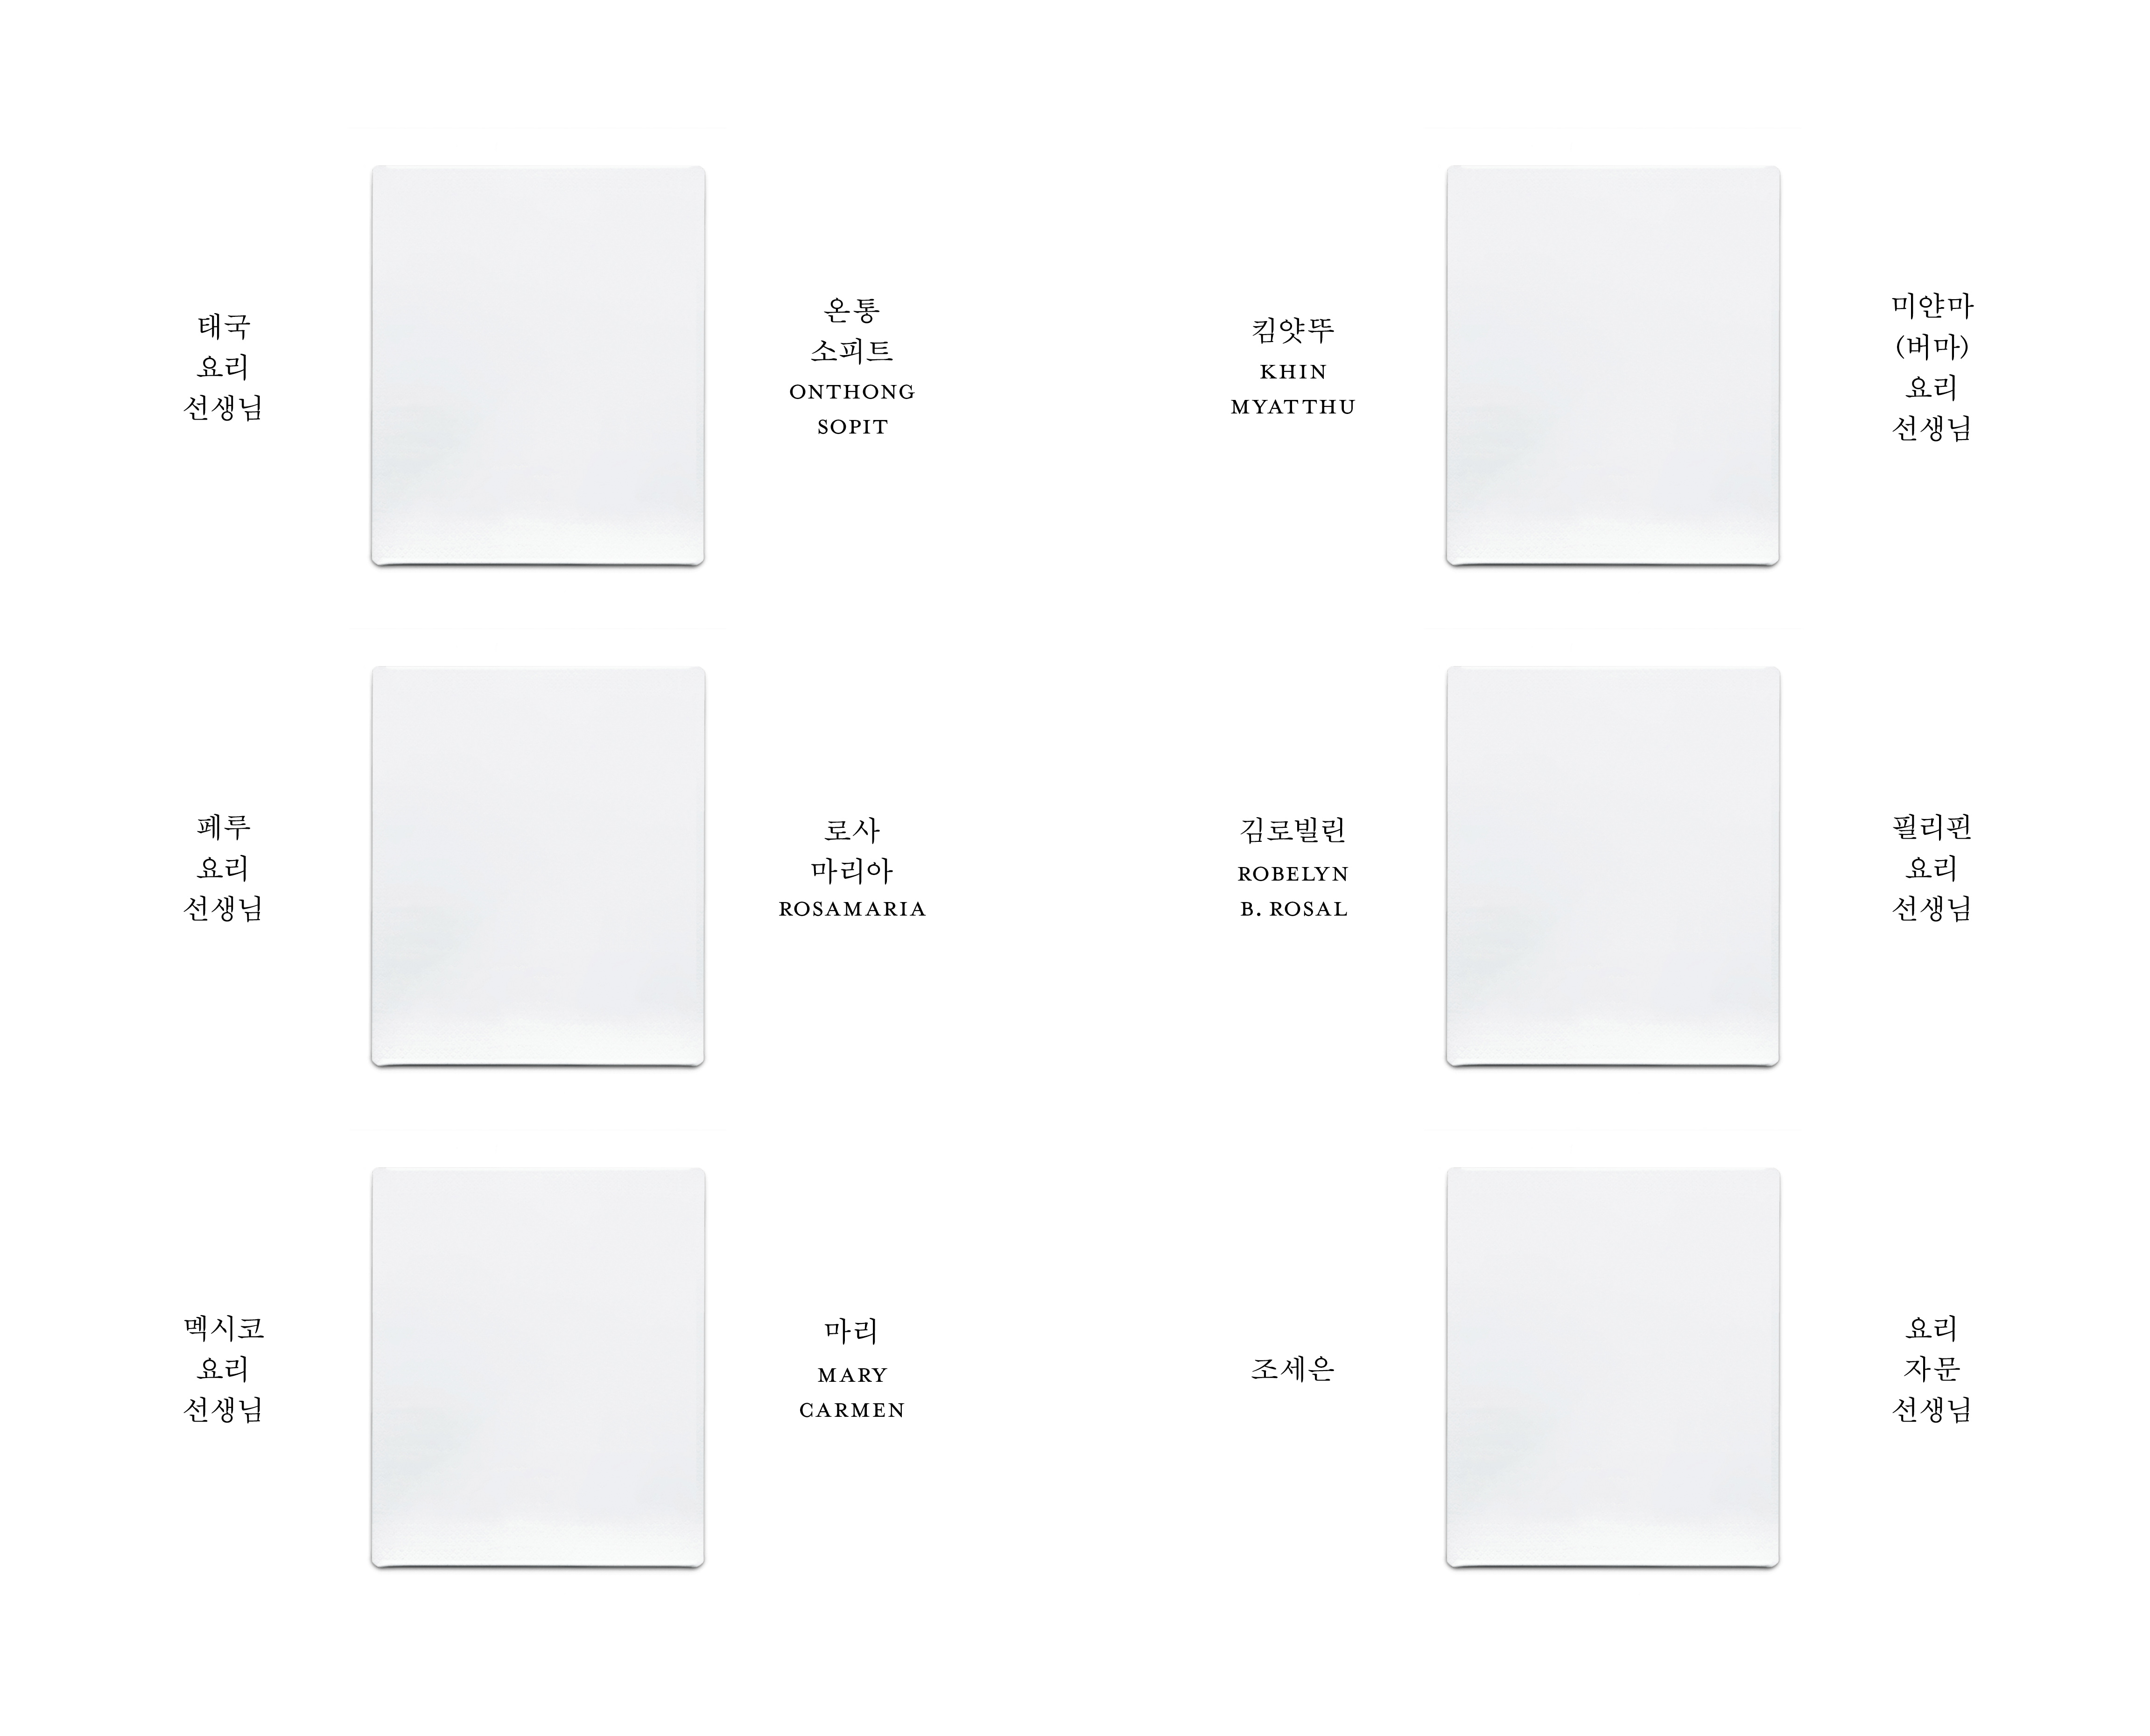 태국
요리
선생님
온통
소피트
ONTHONG
SOPIT
킴얏뚜
KHIN
MYATTHU
미얀마
(버마)
요리
선생님
페루
요리
선생님
로사
마리아
ROSAMARIA
김로빌린
ROBELYN
B. ROSAL
필리핀
요리
선생님
멕시코
요리
선생님
마리
MARY
CARMEN
조세은
요리
자문
선생님